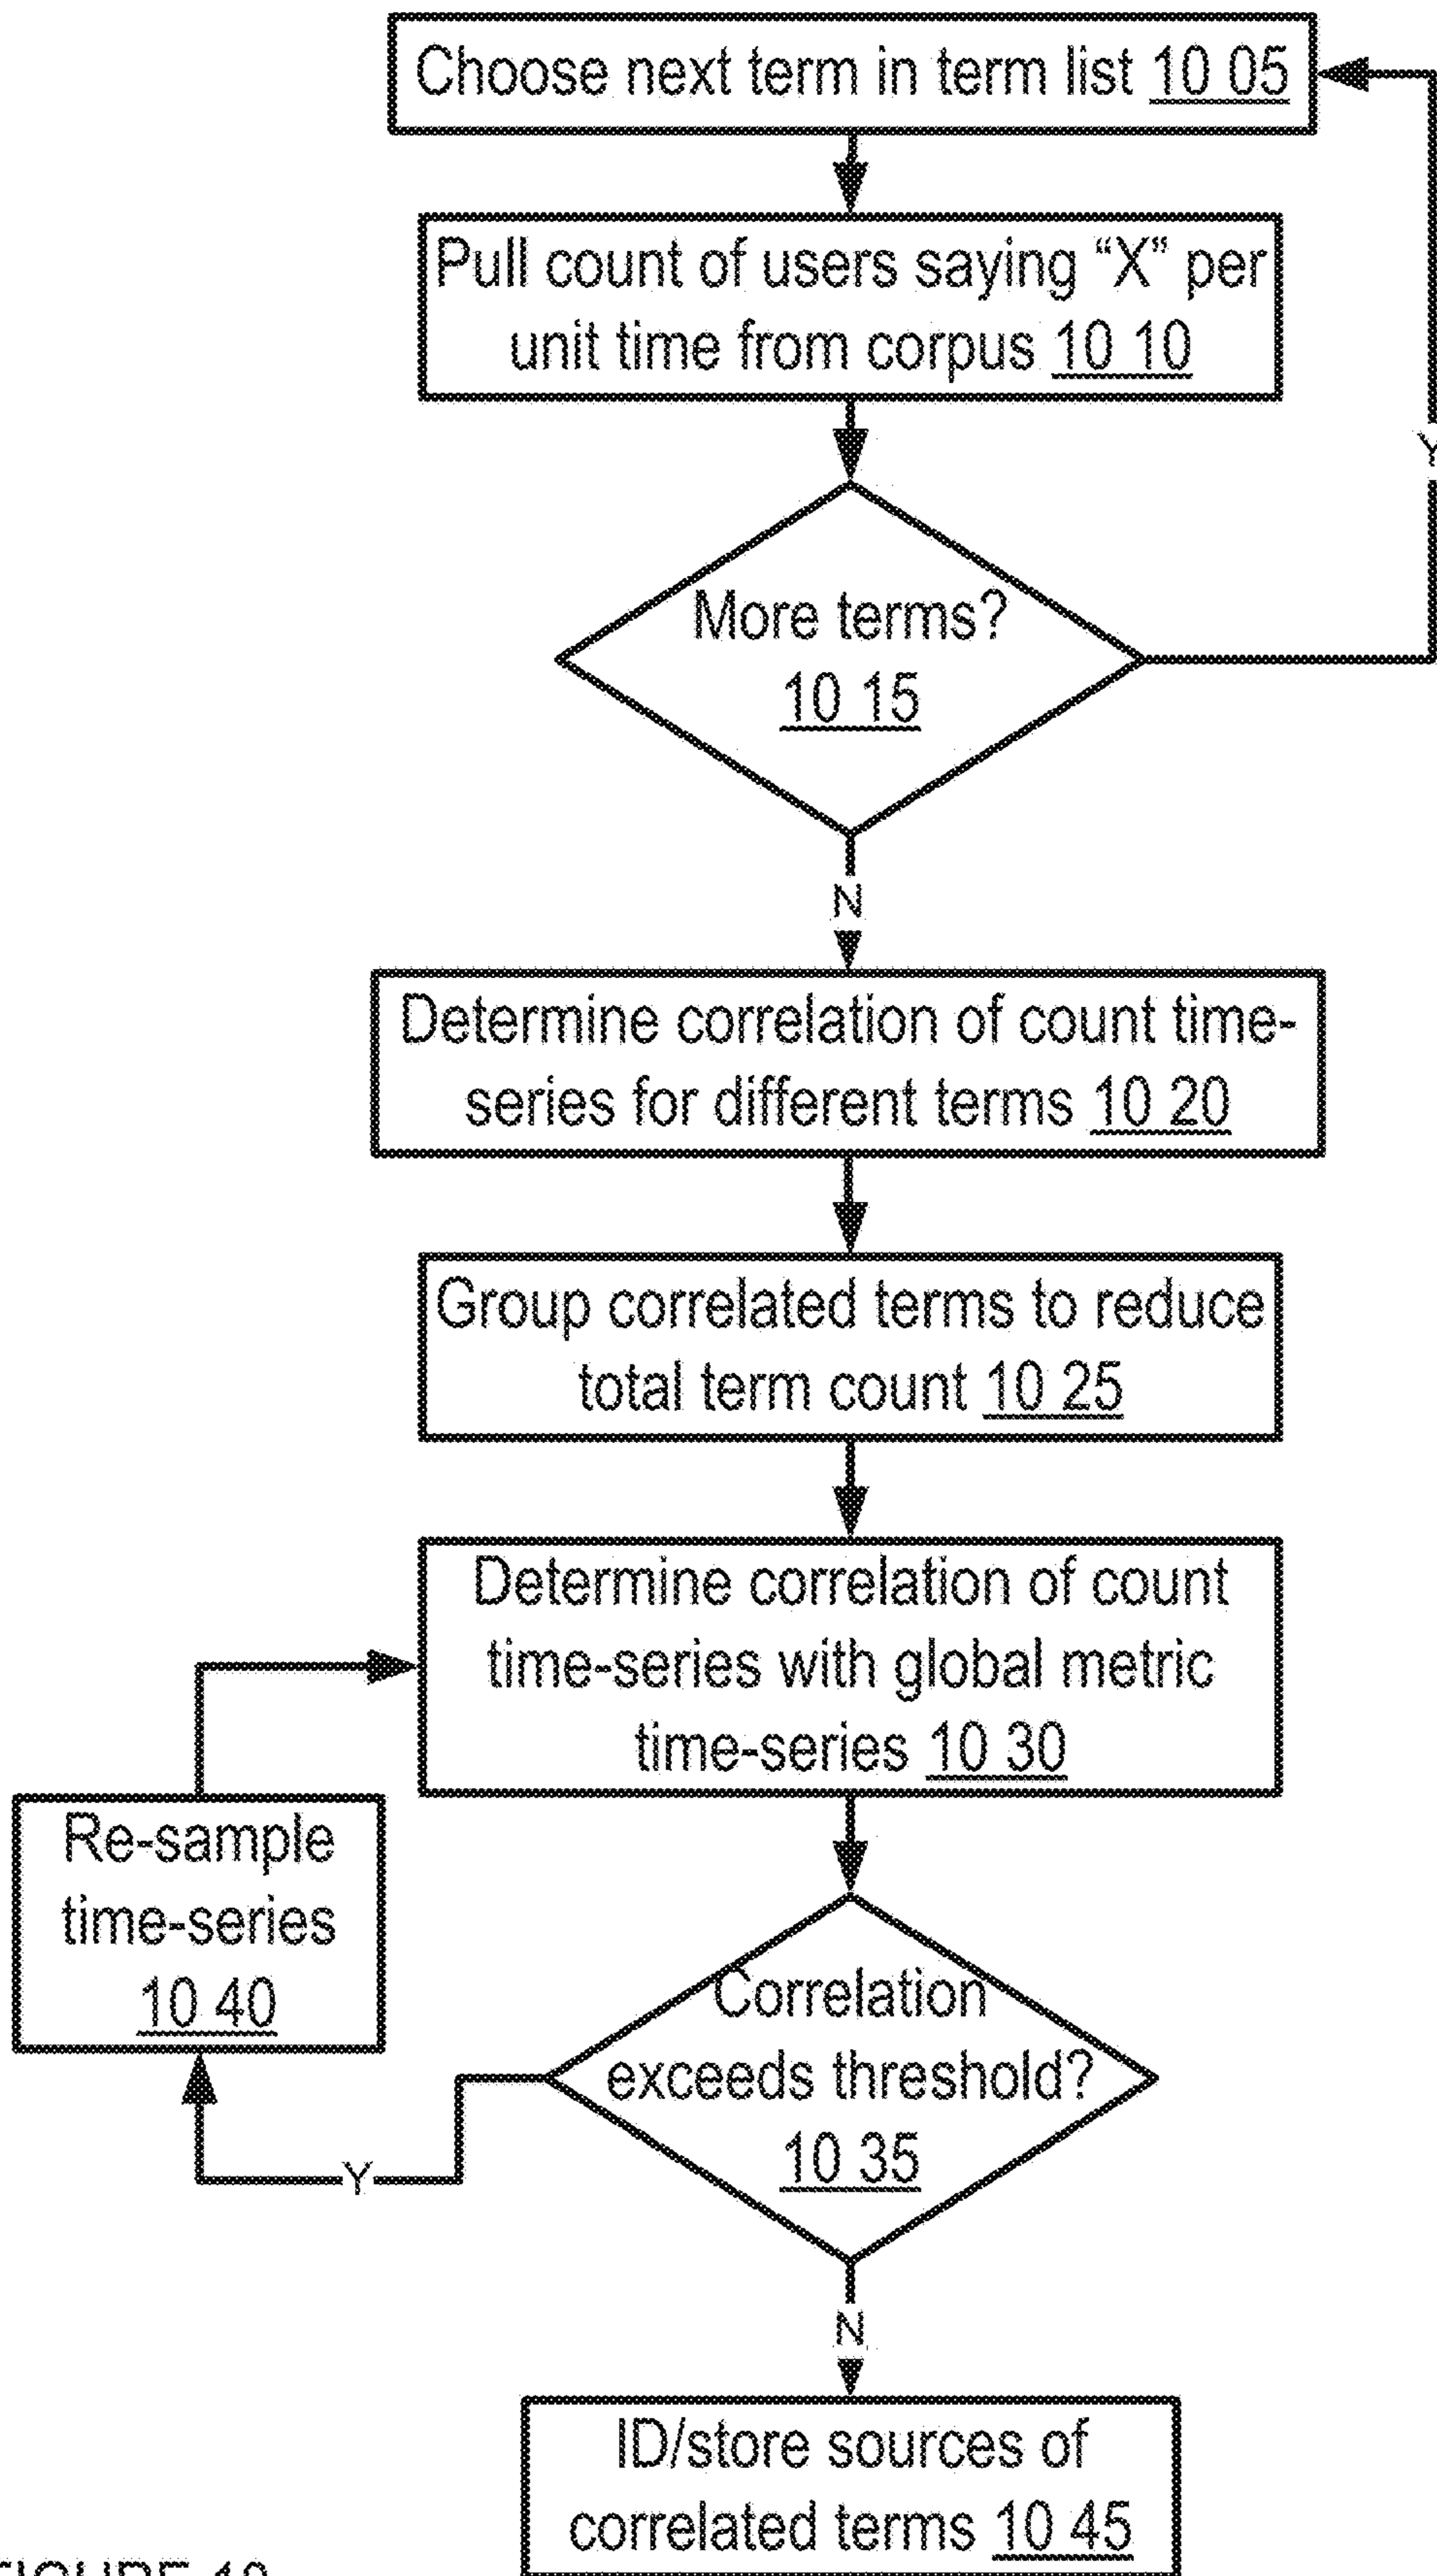 Choose next term in term list 10 05
Pull count of users saying “X” per
unit time from corpus 10 10
Y
More terms?
10 15
N
Determine correlation of count time-
series for different terms 10 20
Group correlated terms to reduce
total term count 10 25
Determine correlation of count
time-series with global metric
time-series 10 30
Re-sample
time-series
10 40
Correlation
exceeds threshold?
10 35
Y
N
ID/store sources of
correlated terms 10 45